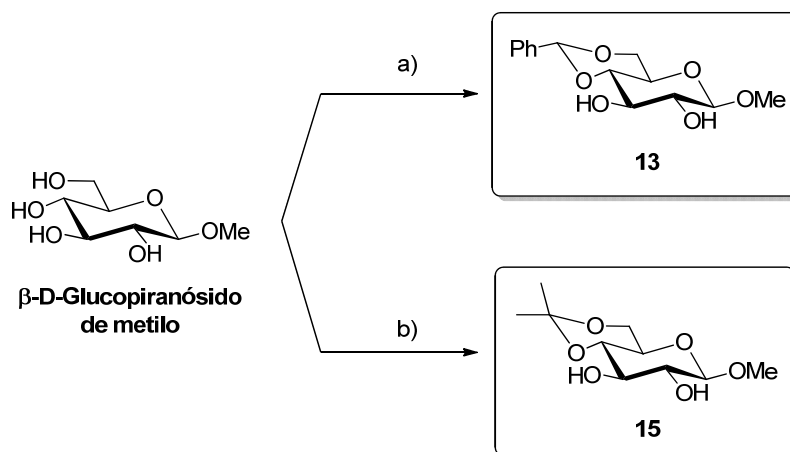 a)
Ph
O
O
O
HO
OH
OMe
13
HO
HO
HO
O
OH
OMe
β-D-Glucopiranósido
de metilo
b)
O
O
O
HO
OH
OMe
15